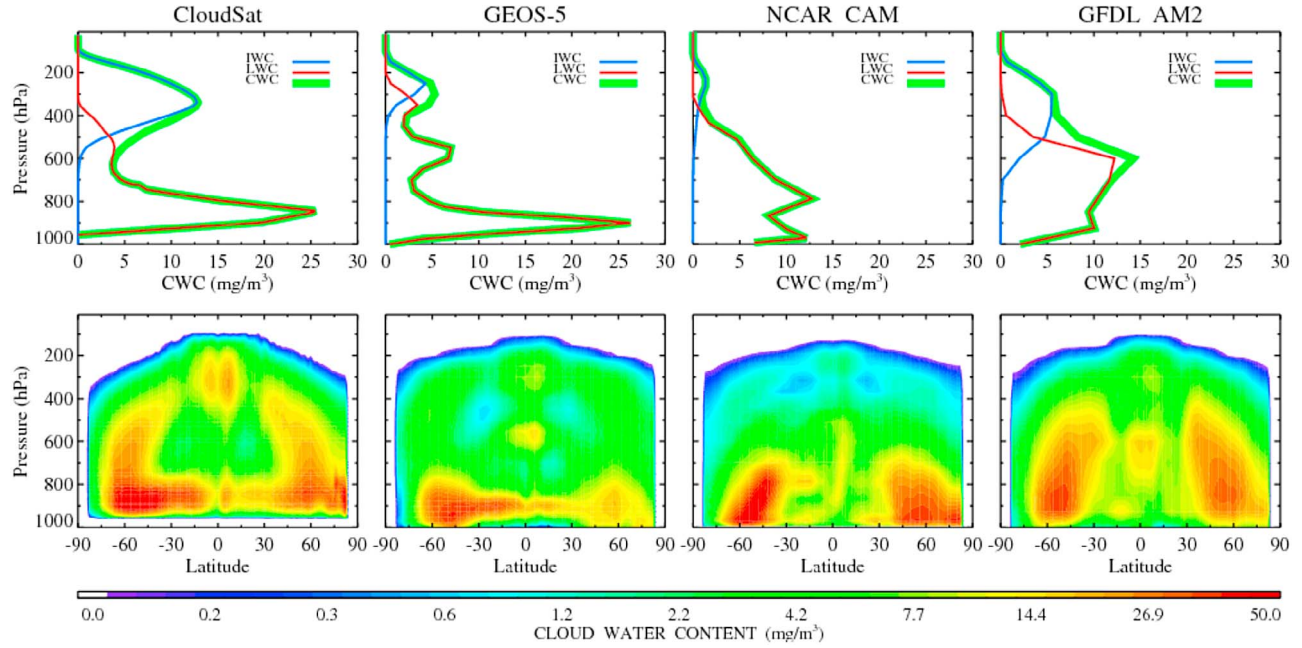 CloudSat GEOS-5 NCAR CAM GFDL AM2
IWC IWC IWC IWC
LWC LWC LWC LWC
CWC CWC CWC CWC
Pressure (hPa)
200
400
600
800
1000
0 5 10 15 20 25 30 0 5 10 15 20 25 30 0 5 10 15 20 25 30 0 5 10 15 20 25 30
CWC (mg/m³) CWC (mg/m³) CWC (mg/m³) CWC (mg/m³)
Pressure (hPa)
200
400
600
800
1000
-90 -60 -30 0 30 60 90 -90 -60 -30 0 30 60 90 -90 -60 -30 0 30 60 90 -90 -60 -30 0 30 60 90
Latitude Latitude Latitude Latitude
0.0 0.2 0.3 0.6 1.2 2.2 4.2 7.7 14.4 26.9 50.0
CLOUD WATER CONTENT (mg/m³)